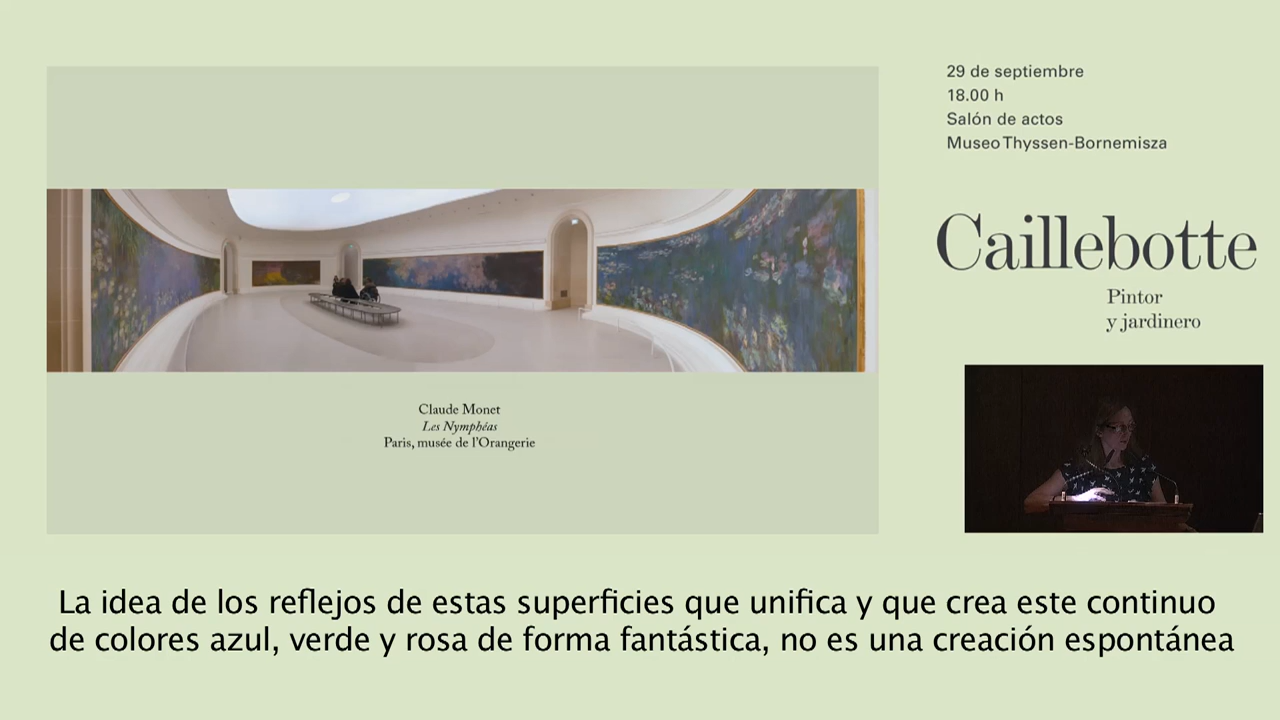 29 de septiembre
18.00 h
Salón de actos
Museo Thyssen-Bornemisza
Caillebotte
Pintor
y jardinero
Claude Monet
Les Nymphéas
Paris, musée de l'Orangerie
La idea de los reflejos de estas superficies que unifica y que crea este continuo
de colores azul, verde y rosa de forma fantástica, no es una creación espontánea